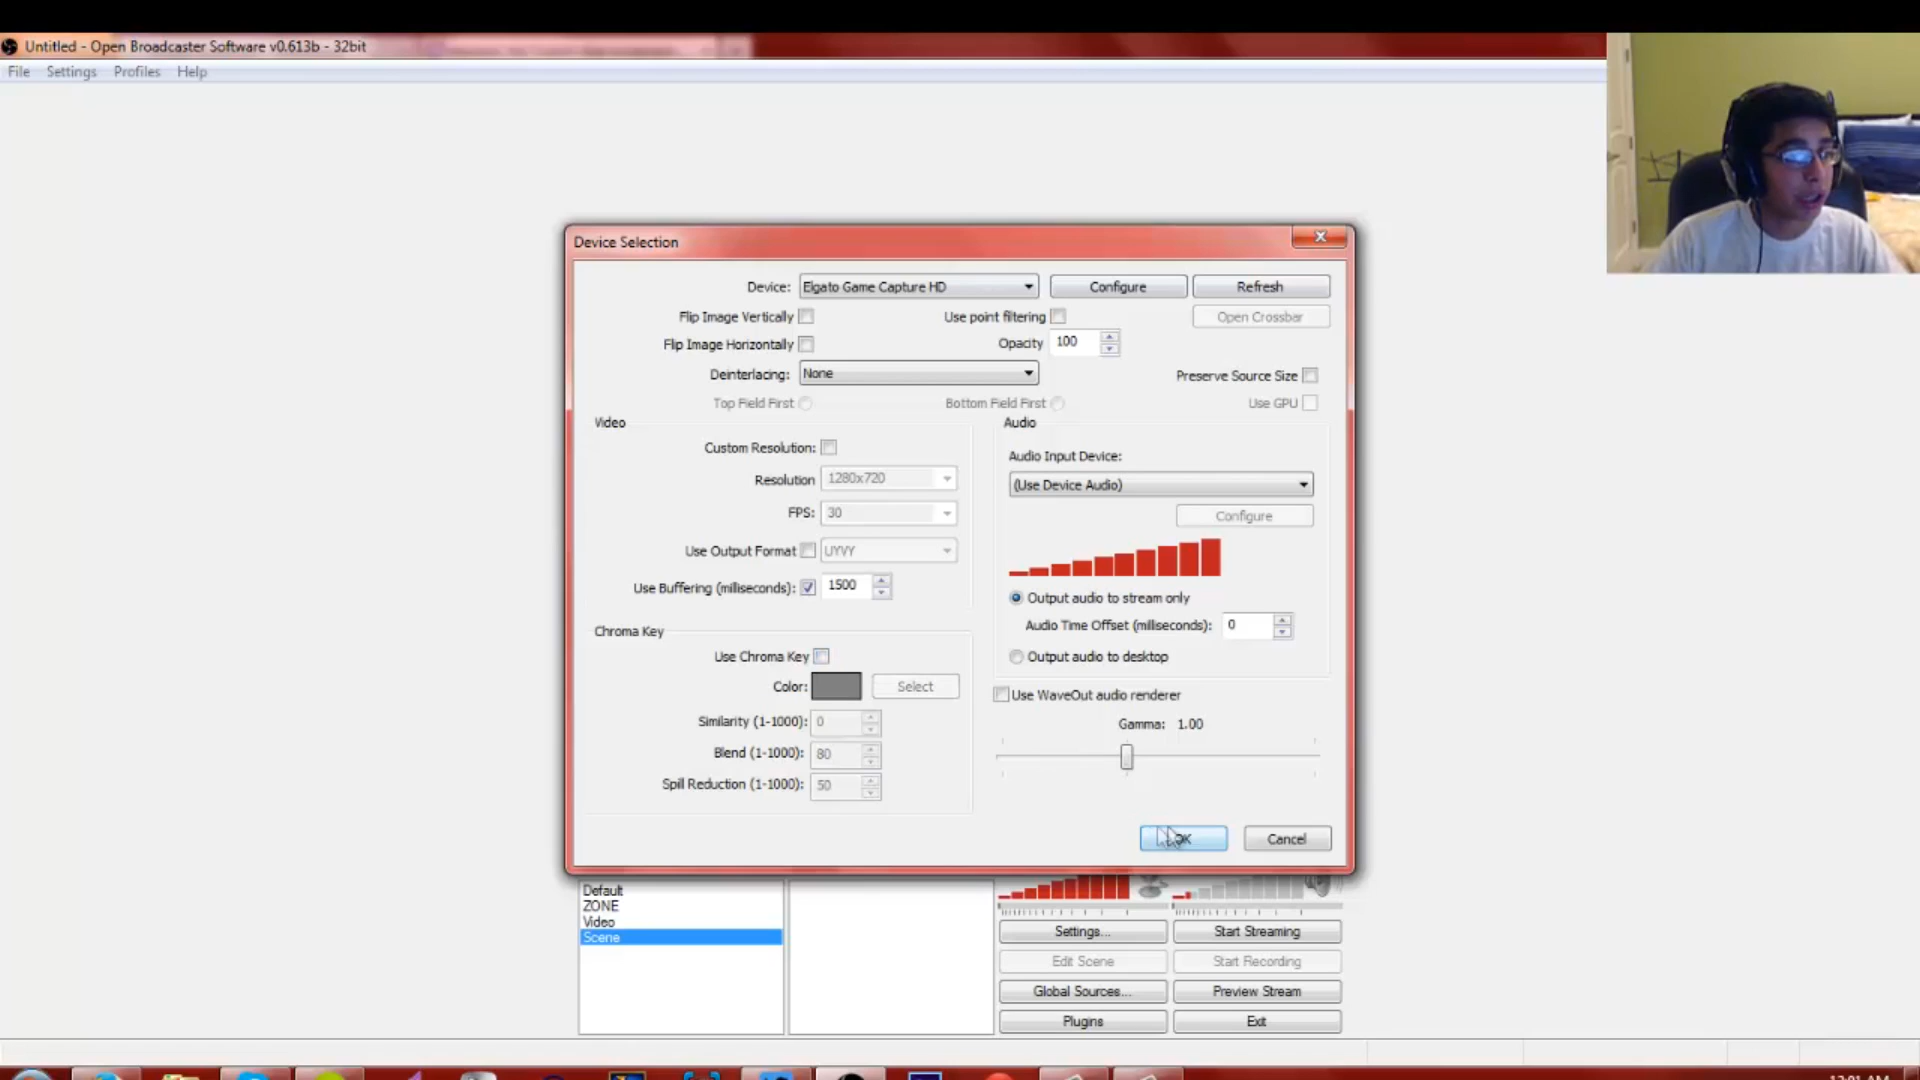 Untitled - Open Broadcaster Software v0.613b - 32bit
File Settings Profiles Help
Device Selection
Device: Elgato Game Capture HD Configure Refresh
Flip Image Vertically Use point filtering Open Crossbar
Flip Image Horizontally Opacity 100
Deinterlacing: None Preserve Source Size
Top Field First Bottom Field First Use GPU
Video
Custom Resolution:
Resolution 1280x720
FPS: 30
Use Output Format UYVY
Use Buffering (milliseconds): 1500
Chroma Key
Use Chroma Key
Color: Select
Similarity (1-1000): 0
Blend (1-1000): 80
Spill Reduction (1-1000): 50
Audio
Audio Input Device:
(Use Device Audio)
Configure
Output audio to stream only
Audio Time Offset (milliseconds): 0
Output audio to desktop
Use WaveOut audio renderer
Gamma: 1.00
OK Cancel
Default
ZONE
Video
Scene
Settings... Start Streaming
Edit Scene Start Recording
Global Sources... Preview Stream
Plugins Exit